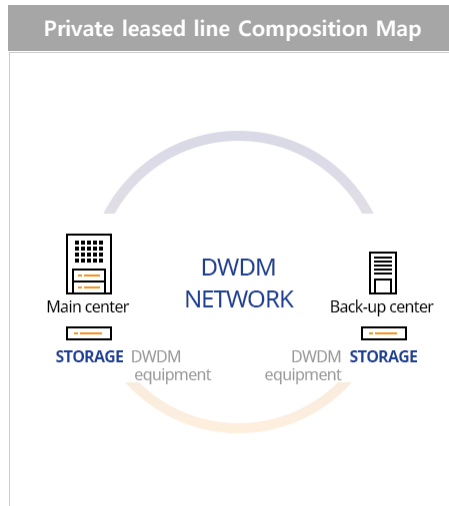 Private leased line Composition Map
DWDM
NETWORK
Main center
Back-up center
STORAGE DWDM
equipment
DWDM STORAGE
equipment